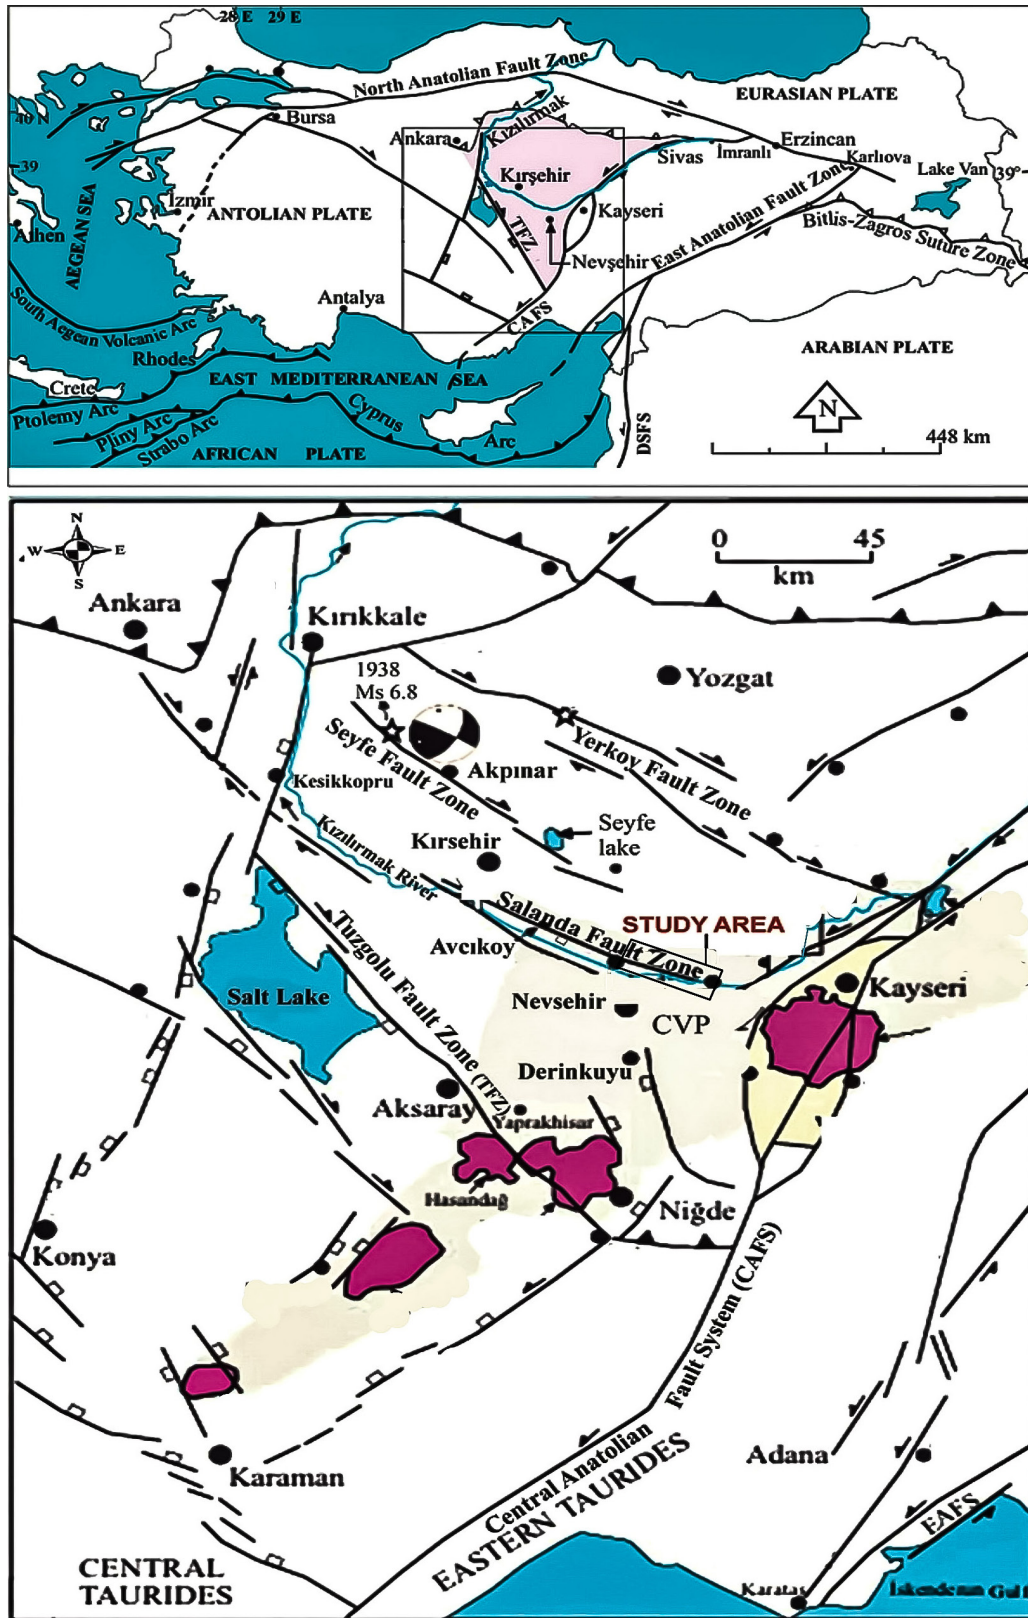 28 E 29 E
North Anatolian Fault Zone
EURASIAN PLATE
40 N
Bursa
Ankara
Kızılırmak
Erzincan
Sivas
İmranlı
Karlıova
39
Lake Van
39°
Kırşehir
İzmir
ANTOLIAN PLATE
Kayseri
TFZ
East Anatolian Fault Zone
Bitlis-Zagros Suture Zone
Athen
AEGEAN SEA
Nevşehir
Antalya
CAFS
South Aegean Volcanic Arc
Rhodes
ARABIAN PLATE
EAST MEDITERRANEAN SEA
Crete
Ptolemy Arc
Pliny Arc
Strabo Arc
Cyprus
Arc
AFRICAN PLATE
DSFS
N
448 km
N
W E
S
0 45
km
Ankara
Kırıkkale
1938
Ms 6.8
Yozgat
Seyfe Fault Zone
Yerkoy Fault Zone
Akpınar
Kesikkopru
Kızılırmak River
Kırsehir
Seyfe
lake
Salanda Fault Zone
STUDY AREA
Avcıkoy
Tuzgolu Fault Zone (TFZ)
Salt Lake
Nevsehir
CVP
Kayseri
Derinkuyu
Aksaray
Yaprakhisar
Hasandağ
Niğde
Konya
Central Anatolian Fault System (CAFS)
Karaman
Adana
EASTERN TAURIDES
EAFS
CENTRAL
TAURIDES
Karataş
İskenderun Gulf